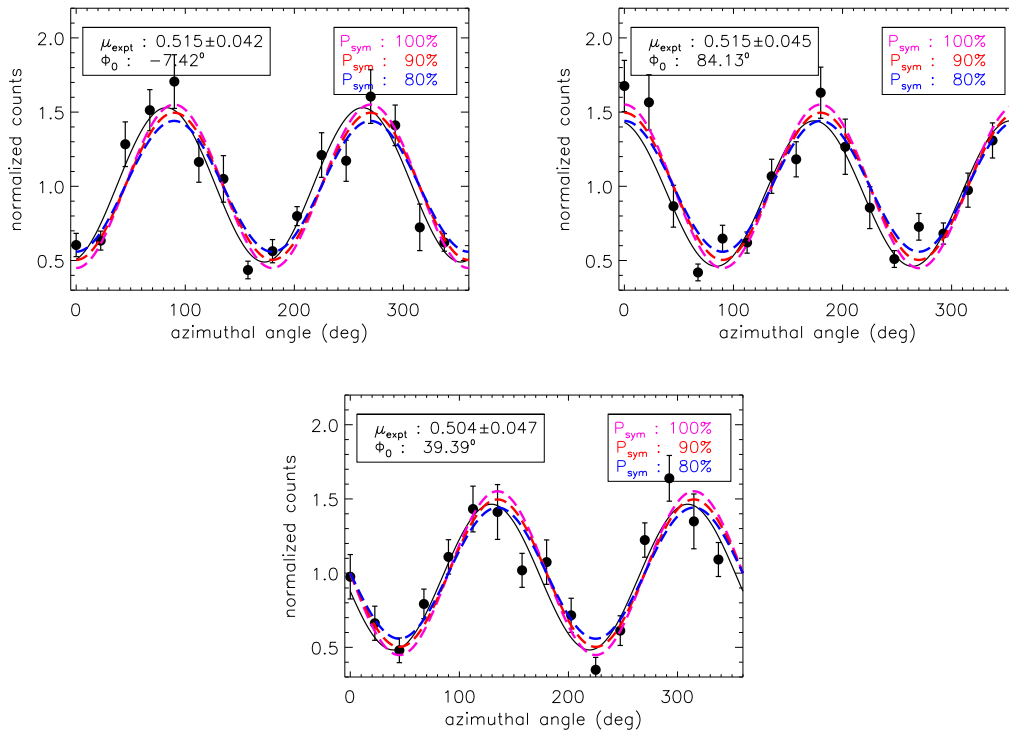 μexpt : 0.515±0.042
Φ0 : −7.42°
Psym : 100%
Psym : 90%
Psym : 80%
normalized counts
2.0
1.5
1.0
0.5
0 100 200 300
azimuthal angle (deg)
μexpt : 0.515±0.045
Φ0 : 84.13°
Psym : 100%
Psym : 90%
Psym : 80%
normalized counts
2.0
1.5
1.0
0.5
0 100 200 300
azimuthal angle (deg)
μexpt : 0.504±0.047
Φ0 : 39.39°
Psym : 100%
Psym : 90%
Psym : 80%
normalized counts
2.0
1.5
1.0
0.5
0 100 200 300
azimuthal angle (deg)